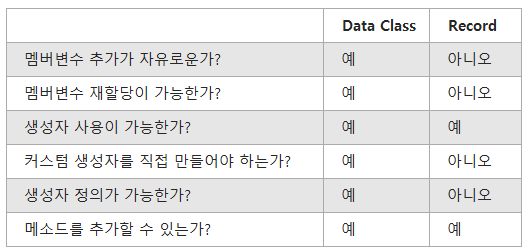 Data Class Record
멤버변수 추가가 자유로운가? 예 아니오
멤버변수 재할당이 가능한가? 예 아니오
생성자 사용이 가능한가? 예 예
커스텀 생성자를 직접 만들어야 하는가? 예 아니오
생성자 정의가 가능한가? 예 아니오
메소드를 추가할 수 있는가? 예 예